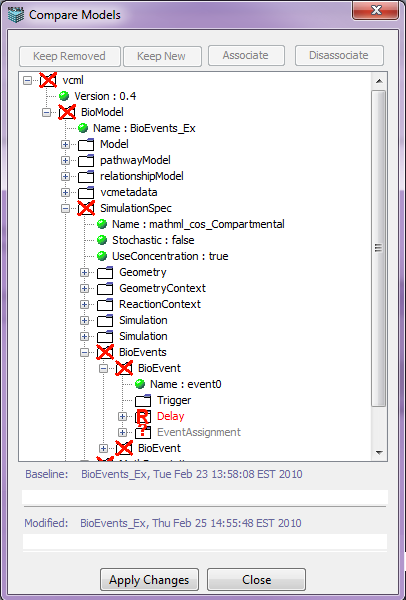 Compare Models
Keep Removed Keep New Associate Disassociate
vcml
Version : 0.4
BioModel
Name : BioEvents_Ex
Model
pathwayModel
relationshipModel
vcmetadata
SimulationSpec
Name : mathml_cos_Compartmental
Stochastic : false
UseConcentration : true
Geometry
GeometryContext
ReactionContext
Simulation
Simulation
BioEvents
BioEvent
Name : event0
Trigger
R Delay
? EventAssignment
BioEvent
Baseline: BioEvents_Ex, Tue Feb 23 13:58:08 EST 2010
Modified: BioEvents_Ex, Thu Feb 25 14:55:48 EST 2010
Apply Changes Close